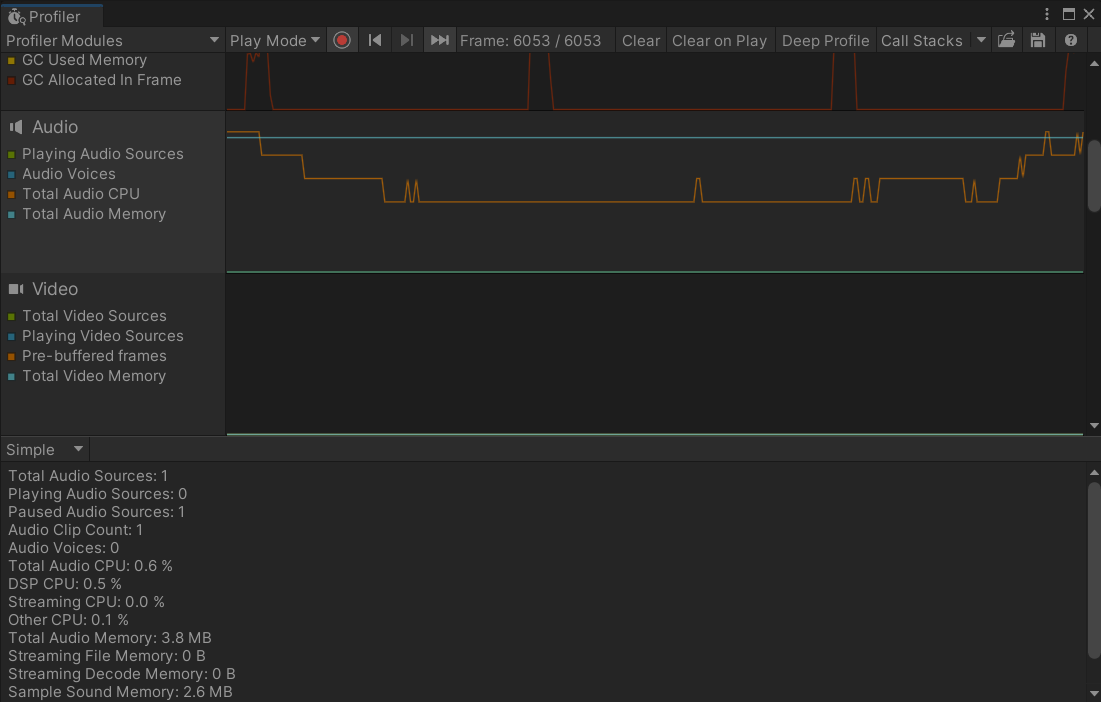 Profiler
Profiler Modules Play Mode Frame: 6053 / 6053 Clear Clear on Play Deep Profile Call Stacks ?
GC Used Memory
GC Allocated In Frame
Audio
Playing Audio Sources
Audio Voices
Total Audio CPU
Total Audio Memory
Video
Total Video Sources
Playing Video Sources
Pre-buffered frames
Total Video Memory
Simple
Total Audio Sources: 1
Playing Audio Sources: 0
Paused Audio Sources: 1
Audio Clip Count: 1
Audio Voices: 0
Total Audio CPU: 0.6 %
DSP CPU: 0.5 %
Streaming CPU: 0.0 %
Other CPU: 0.1 %
Total Audio Memory: 3.8 MB
Streaming File Memory: 0 B
Streaming Decode Memory: 0 B
Sample Sound Memory: 2.6 MB